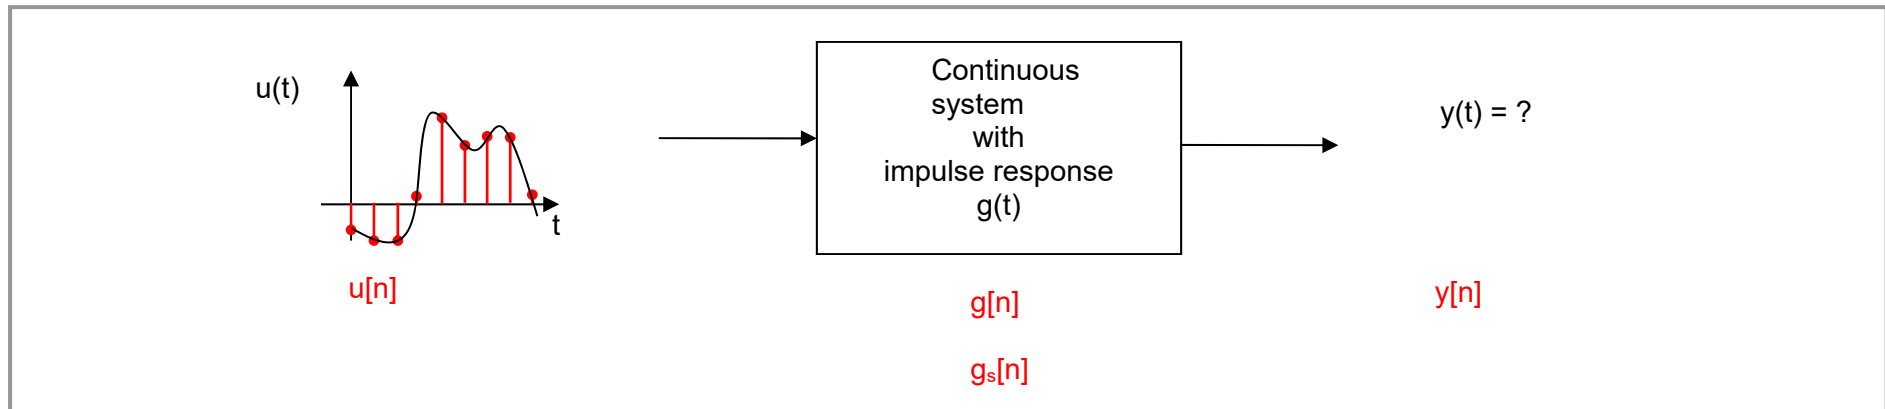 u(t)
t
u[n]
Continuous
system
with
impulse response
g(t)
g[n]
gₛ[n]
y(t) = ?
y[n]